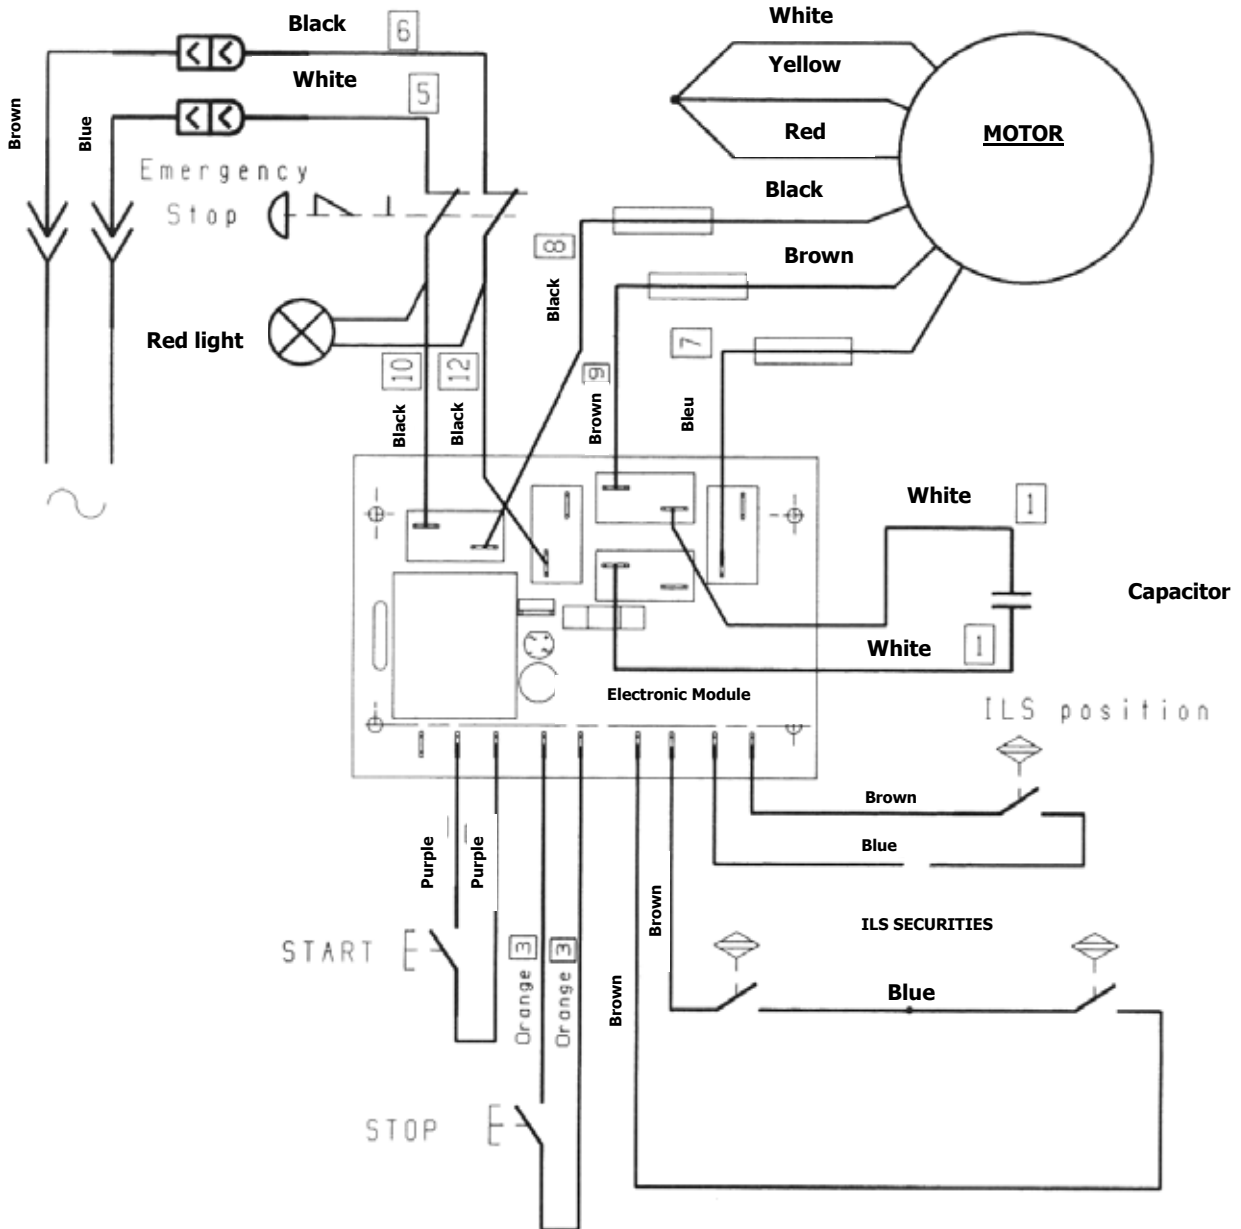 Black
6
White
White
5
Yellow
Brown
Blue
Red
MOTOR
Emergency
Stop
Black
8
Black
Brown
Red light
7
10
12
9
Black
Black
Brown
Bleu
White
1
Capacitor
White
1
Electronic Module
ILS position
Brown
Blue
Purple
Purple
Brown
ILS SECURITIES
START
Orange 3
Orange 3
Brown
Blue
STOP